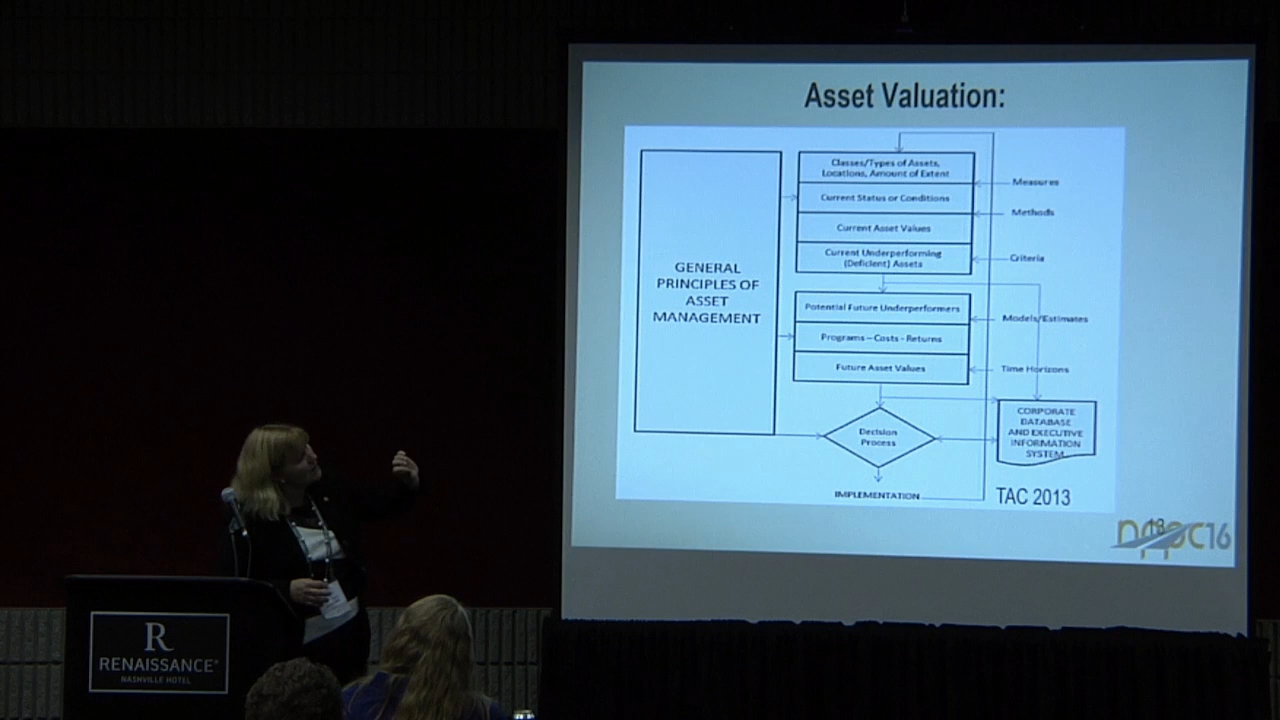 Asset Valuation:
GENERAL
PRINCIPLES OF
ASSET
MANAGEMENT
Classes/Types of Assets,
Locations, Amount of Extent
Current Status or Conditions
Current Asset Values
Current Underperforming
(Deficient) Assets
Measures
Methods
Criteria
Potential Future Underperformers
Programs – Costs - Returns
Future Asset Values
Models/Estimates
Time Horizons
Decision
Process
CORPORATE
DATABASE
AND EXECUTIVE
INFORMATION
SYSTEM
IMPLEMENTATION
TAC 2013
18
R
RENAISSANCE®
NASHVILLE HOTEL